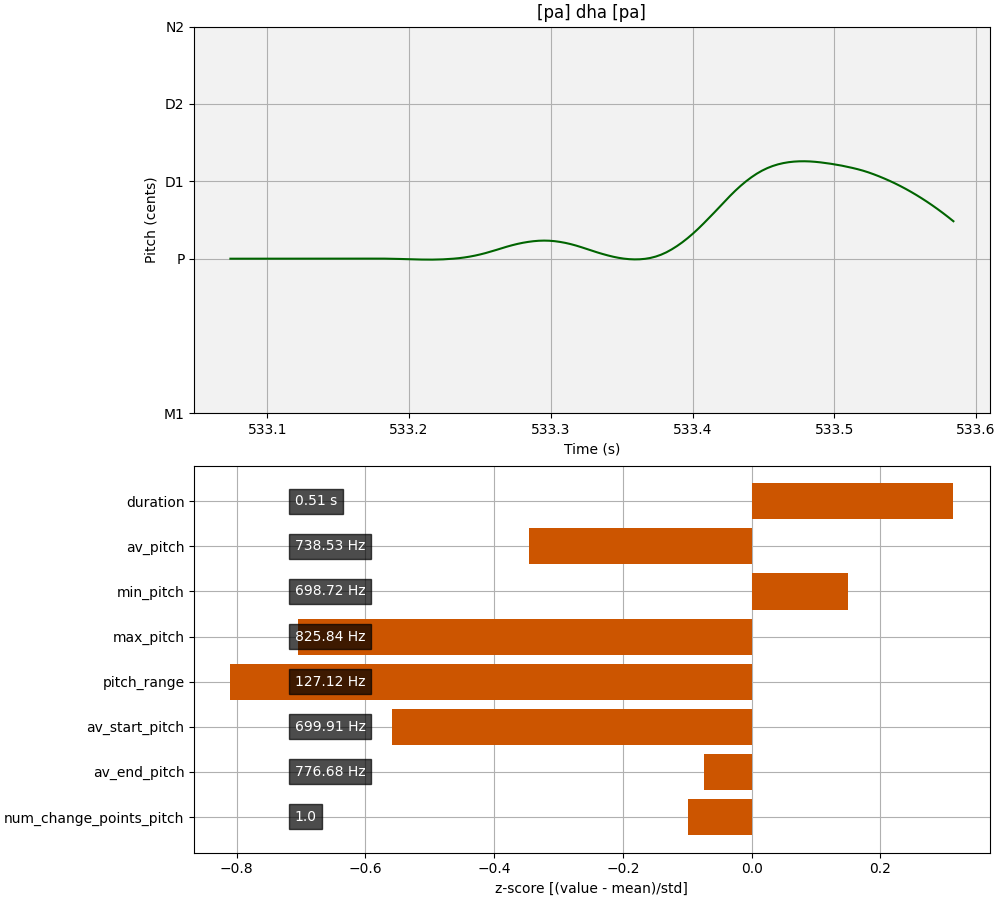 [pa] dha [pa]
N2
D2
D1
P
M1
Pitch (cents)
533.1 533.2 533.3 533.4 533.5 533.6
Time (s)
duration 0.51 s
av_pitch 738.53 Hz
min_pitch 698.72 Hz
max_pitch 825.84 Hz
pitch_range 127.12 Hz
av_start_pitch 699.91 Hz
av_end_pitch 776.68 Hz
num_change_points_pitch 1.0
−0.8 −0.6 −0.4 −0.2 0.0 0.2
z-score [(value - mean)/std]